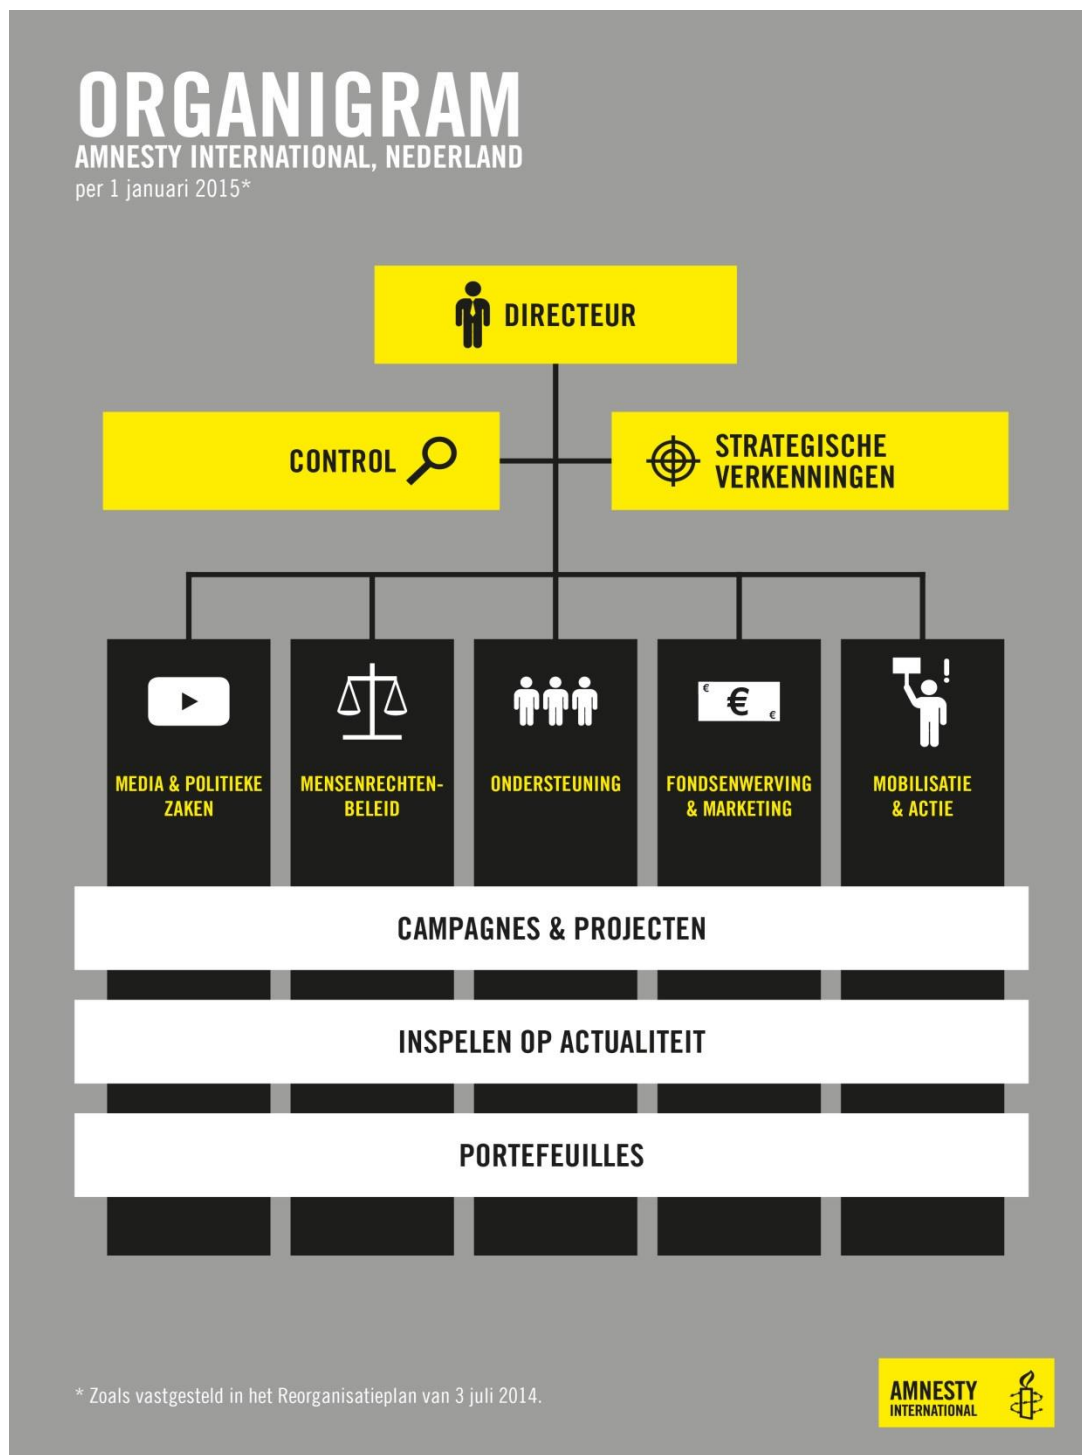 ORGANIGRAM
AMNESTY INTERNATIONAL, NEDERLAND
per 1 januari 2015*
DIRECTEUR
CONTROL
STRATEGISCHE
VERKENNINGEN
MEDIA & POLITIEKE
ZAKEN
MENSENRECHTEN-
BELEID
ONDERSTEUNING
€ € €
FONDSENWERVING
& MARKETING
!
MOBILISATIE
& ACTIE
CAMPAGNES & PROJECTEN
INSPELEN OP ACTUALITEIT
PORTEFEUILLES
* Zoals vastgesteld in het Reorganisatieplan van 3 juli 2014.
AMNESTY
INTERNATIONAL